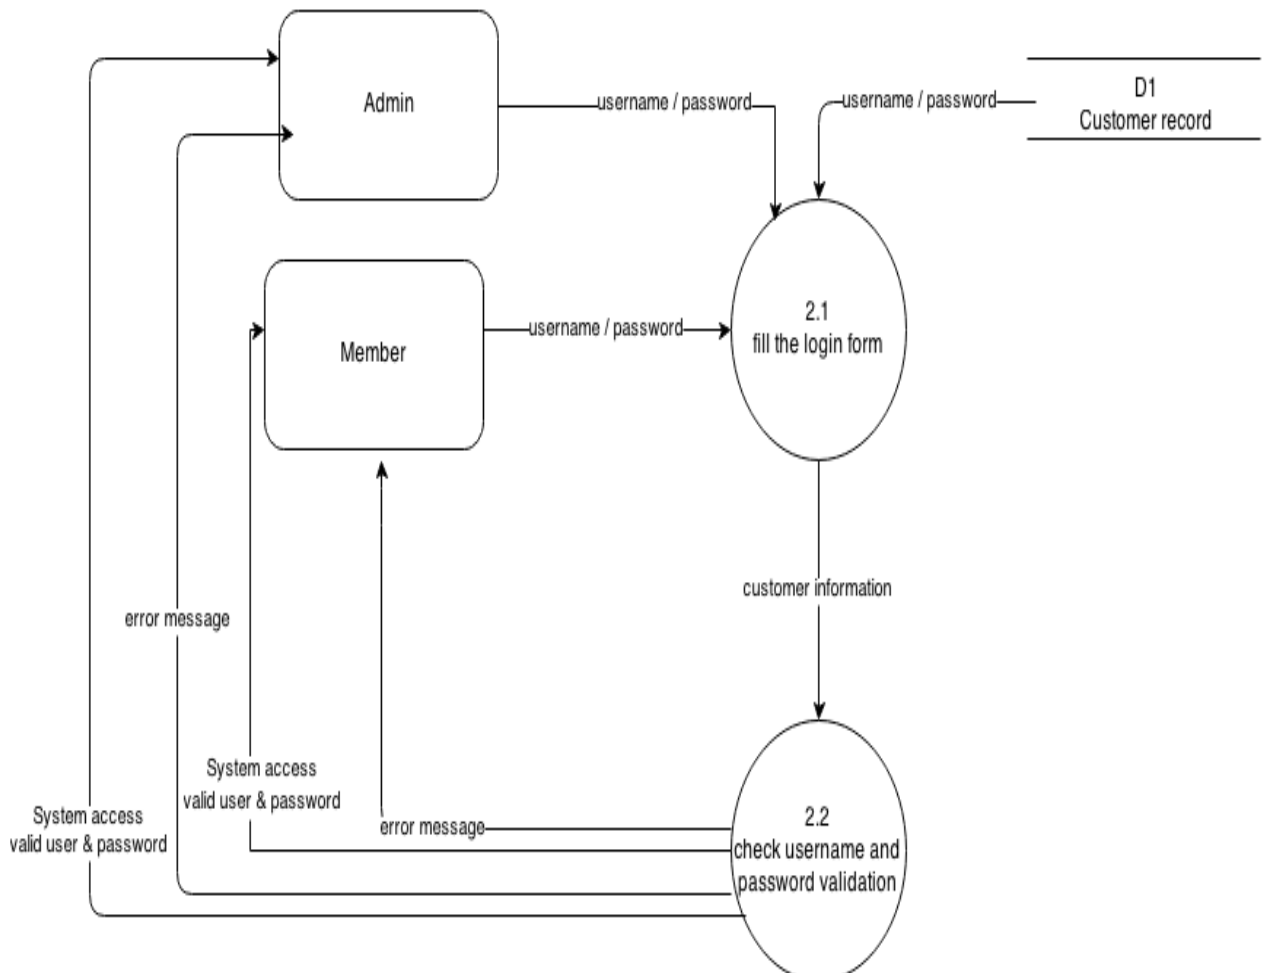 Admin
username / password
username / password
D1
Customer record
Member
username / password
2.1
fill the login form
customer information
error message
System access
valid user & password
System access
valid user & password
error message
2.2
check username and
password validation